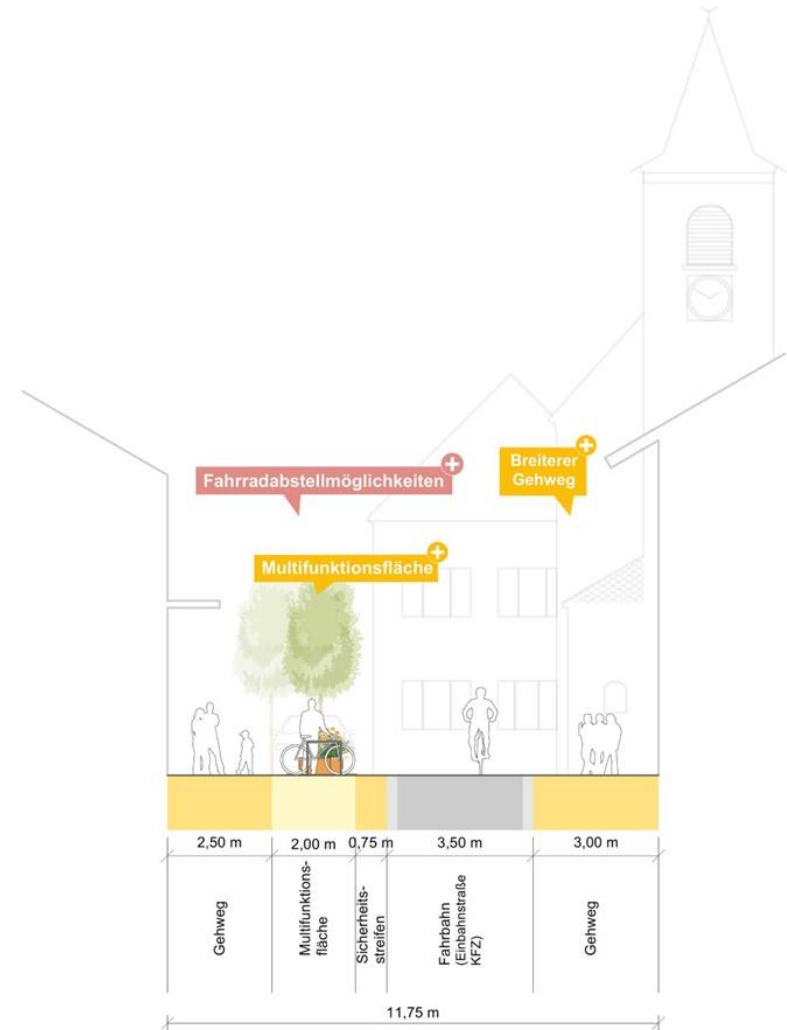 Breiterer
Gehweg
Fahrradabstellmöglichkeiten
Multifunktionsfläche
2,50 m
2,00 m
0,75 m
3,50 m
3,00 m
Gehweg
Multifunktions-
fläche
Sicherheits-
streifen
Fahrbahn
(Einbahnstraße
KFZ)
Gehweg
11,75 m